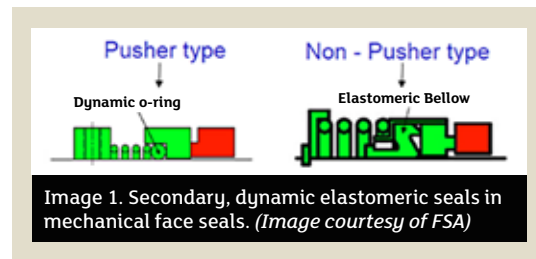 Pusher type
Non - Pusher type
Dynamic o-ring
Elastomeric Bellow
Image 1. Secondary, dynamic elastomeric seals in
mechanical face seals. (Image courtesy of FSA)